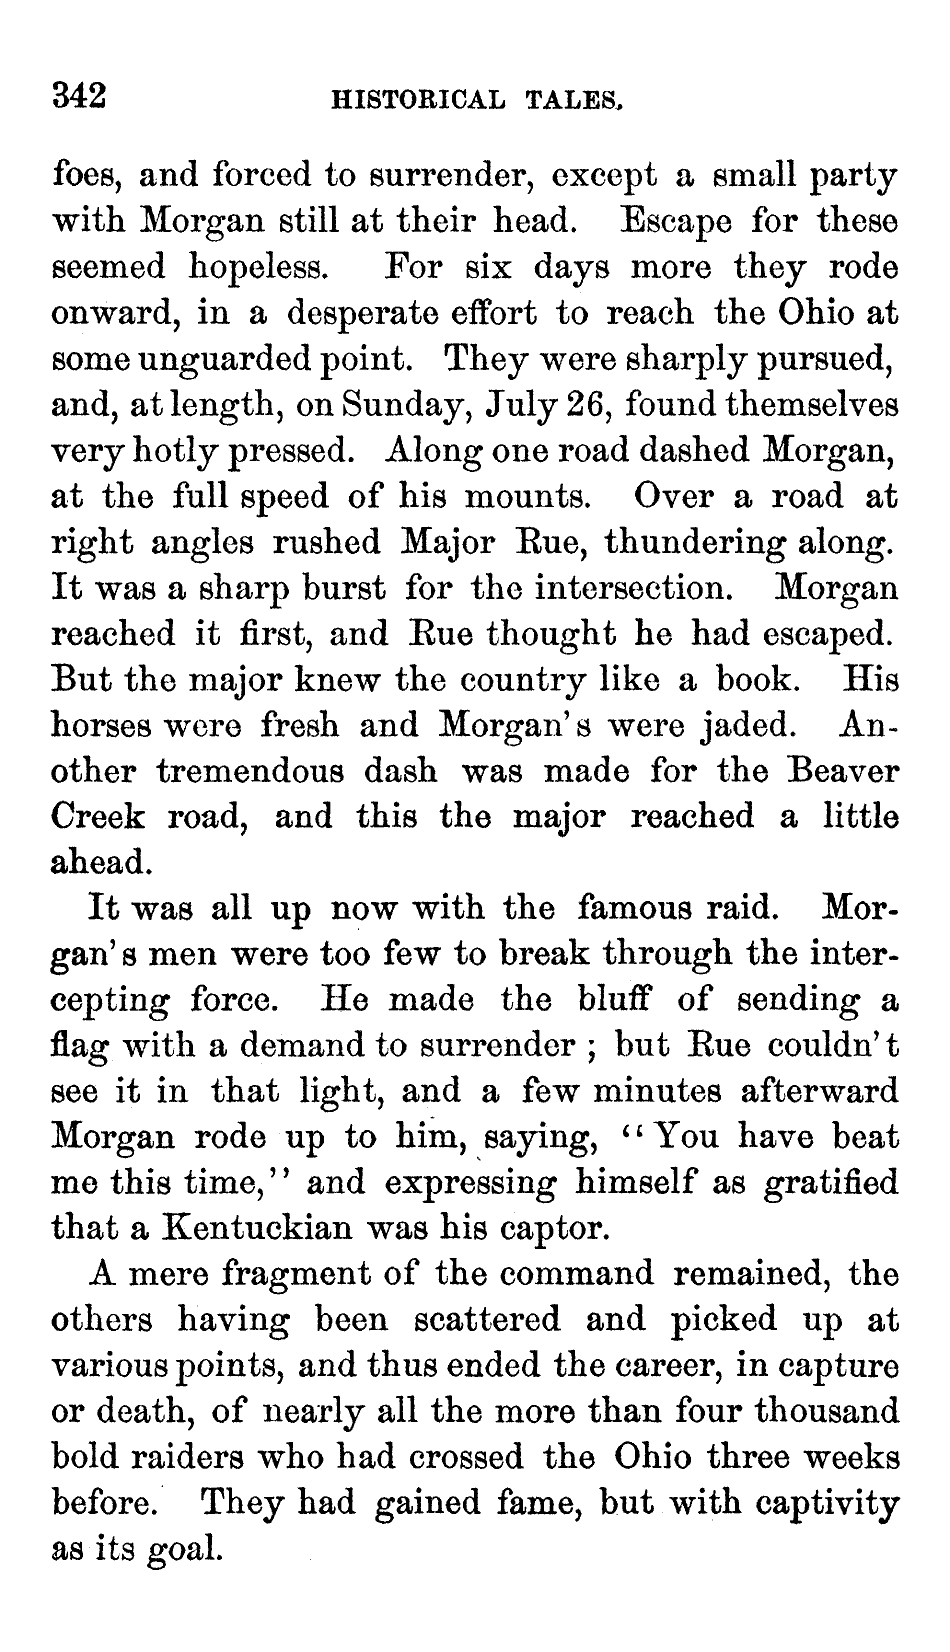 342 HISTORICAL TALES.
foes, and forced to surrender, except a small party
with Morgan still at their head. Escape for these
seemed hopeless. For six days more they rode
onward, in a desperate effort to reach the Ohio at
some unguarded point. They were sharply pursued,
and, at length, on Sunday, July 26, found themselves
very hotly pressed. Along one road dashed Morgan,
at the full speed of his mounts. Over a road at
right angles rushed Major Rue, thundering along.
It was a sharp burst for the intersection. Morgan
reached it first, and Rue thought he had escaped.
But the major knew the country like a book. His
horses were fresh and Morgan's were jaded. An-
other tremendous dash was made for the Beaver
Creek road, and this the major reached a little
ahead.
It was all up now with the famous raid. Mor-
gan's men were too few to break through the inter-
cepting force. He made the bluff of sending a
flag with a demand to surrender ; but Rue couldn't
see it in that light, and a few minutes afterward
Morgan rode up to him, saying, "You have beat
me this time," and expressing himself as gratified
that a Kentuckian was his captor.
A mere fragment of the command remained, the
others having been scattered and picked up at
various points, and thus ended the career, in capture
or death, of nearly all the more than four thousand
bold raiders who had crossed the Ohio three weeks
before. They had gained fame, but with captivity
as its goal.